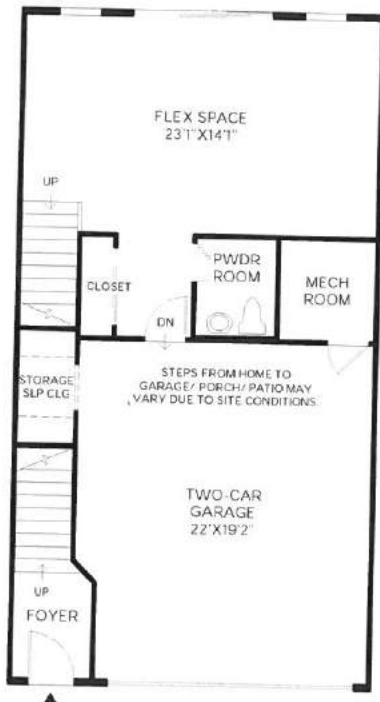 FLEX SPACE
23'1"X14'1"
UP
CLOSET
PWDR
ROOM
MECH
ROOM
DN
STORAGE
SLP CLG
STEPS FROM HOME TO
GARAGE/ PORCH/ PATIO MAY
VARY DUE TO SITE CONDITIONS.
TWO-CAR
GARAGE
22'X19'2"
UP
FOYER